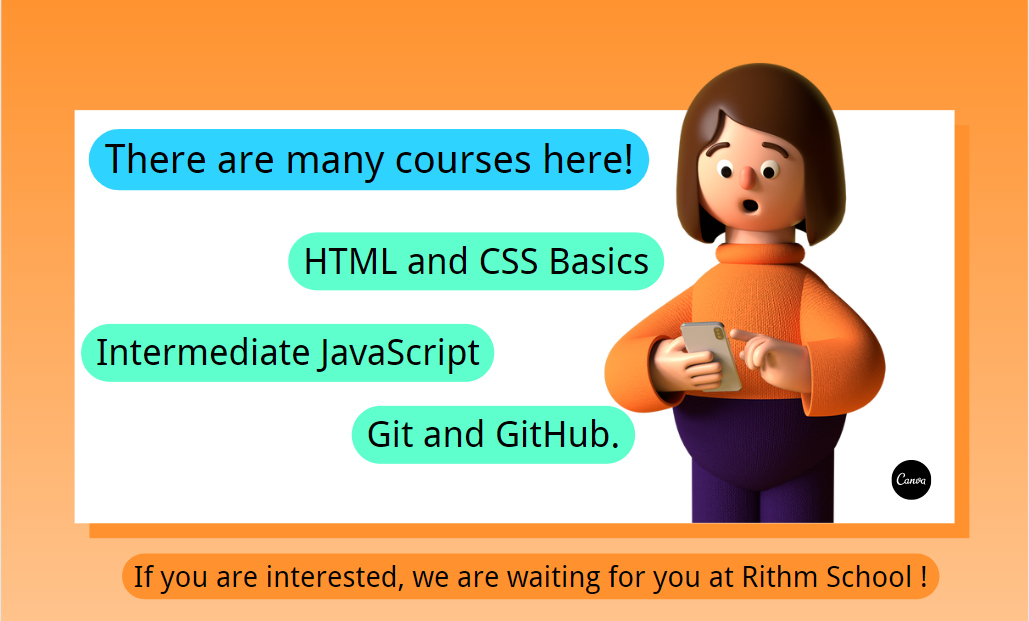 There are many courses here!
HTML and CSS Basics
Intermediate JavaScript
Git and GitHub.
Canva
If you are interested, we are waiting for you at Rithm School !